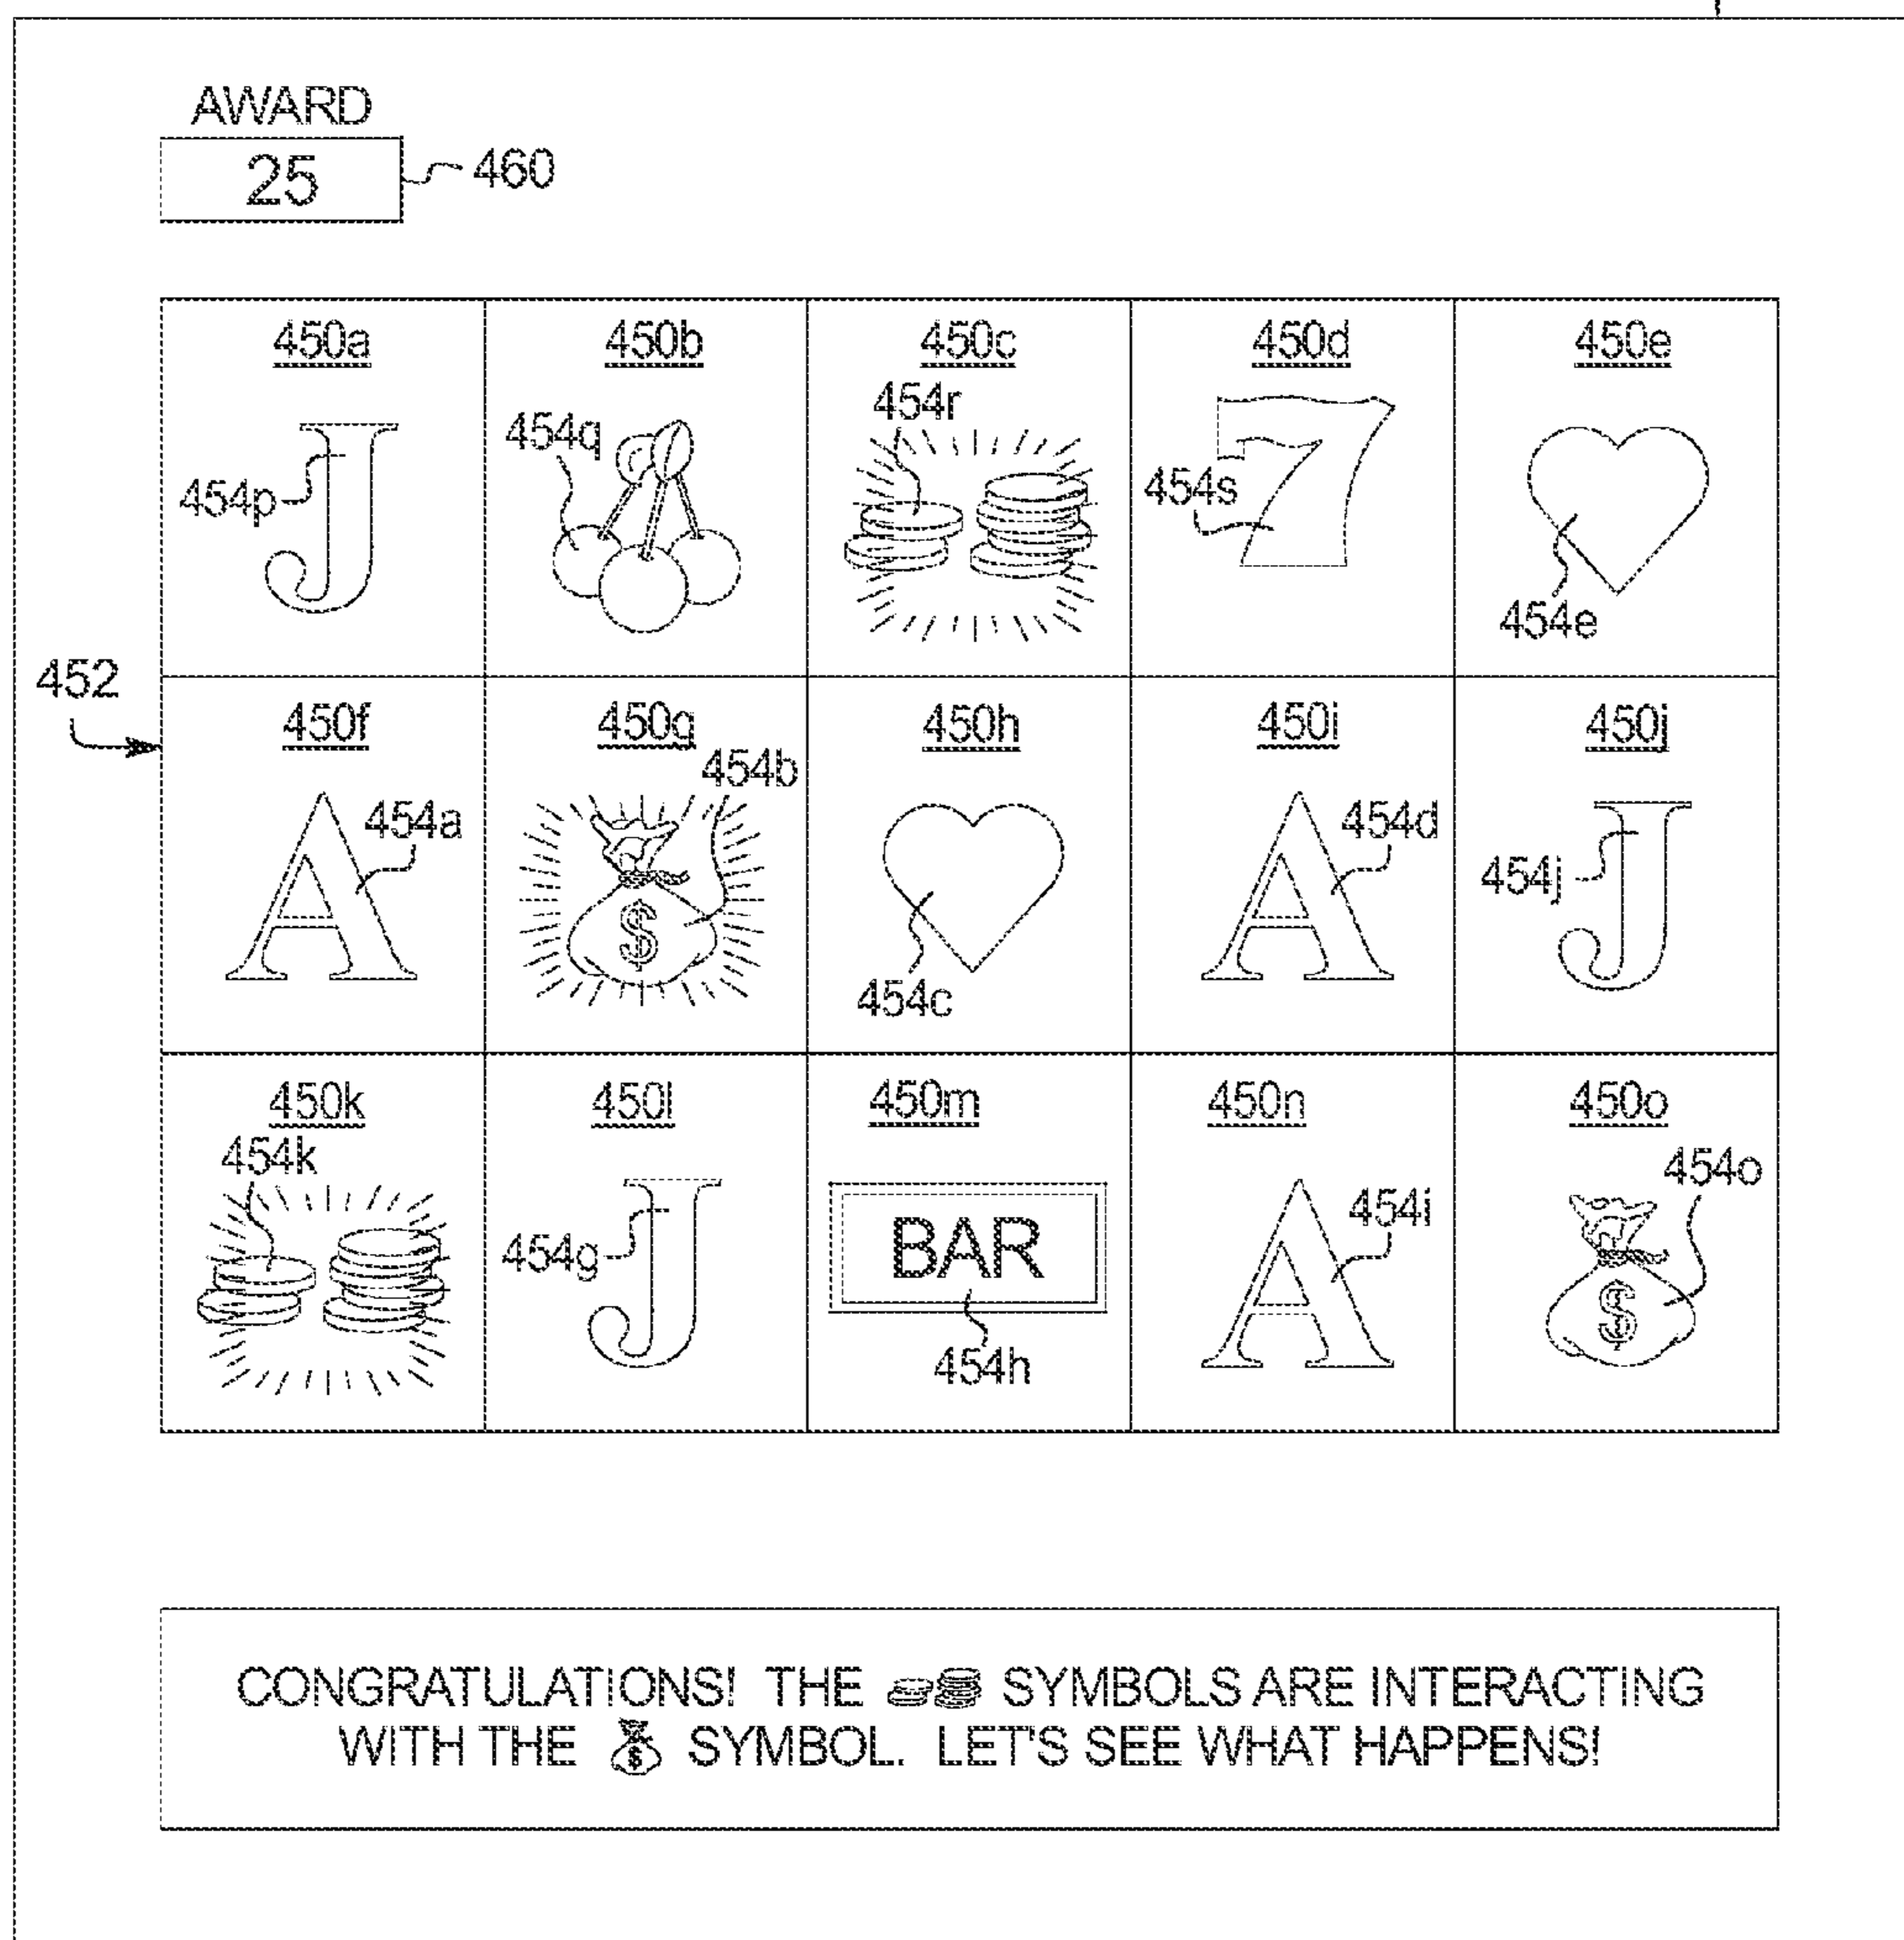 AWARD
25 460
450a 450b 450c 450d 450e
454r
454q
454p J 454s 7
454e
452
450f 450g 450h 450i 450j
454b
A 454a A 454d J
454j
$
454c
450k 450l 450m 450n 450o
454k 454o
454g J BAR A 454i
$
454h
CONGRATULATIONS! THE SYMBOLS ARE INTERACTING
WITH THE $ SYMBOL. LET'S SEE WHAT HAPPENS!